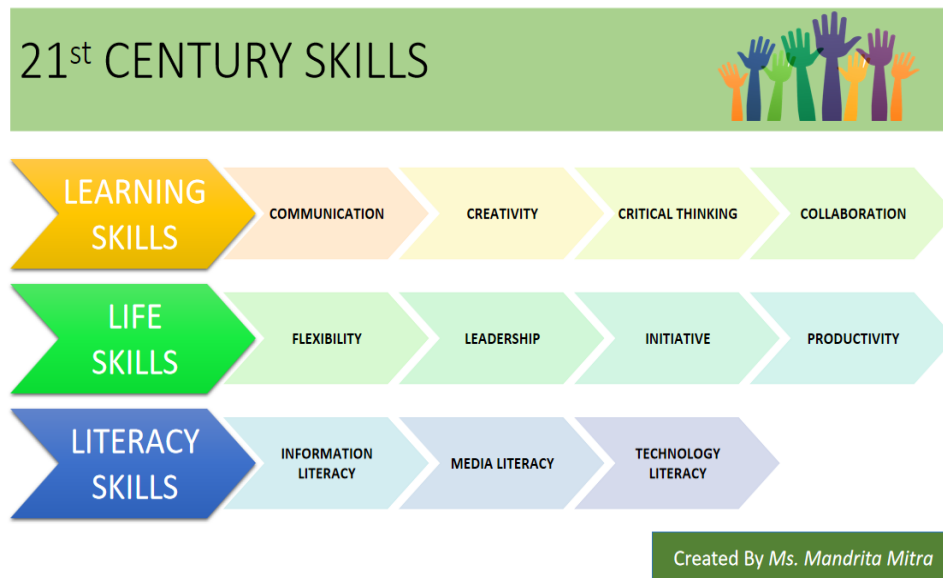 21st CENTURY SKILLS
LEARNING
SKILLS
COMMUNICATION
CREATIVITY
CRITICAL THINKING
COLLABORATION
LIFE
SKILLS
FLEXIBILITY
LEADERSHIP
INITIATIVE
PRODUCTIVITY
LITERACY
SKILLS
INFORMATION
LITERACY
MEDIA LITERACY
TECHNOLOGY
LITERACY
Created By Ms. Mandrita Mitra